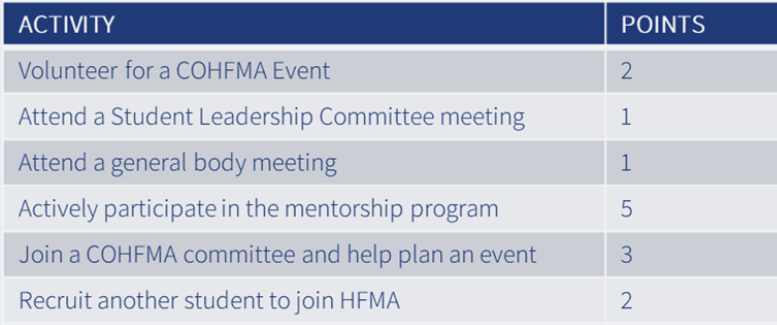 ACTIVITY POINTS
Volunteer for a COHFMA Event 2
Attend a Student Leadership Committee meeting 1
Attend a general body meeting 1
Actively participate in the mentorship program 5
Join a COHFMA committee and help plan an event 3
Recruit another student to join HFMA 2